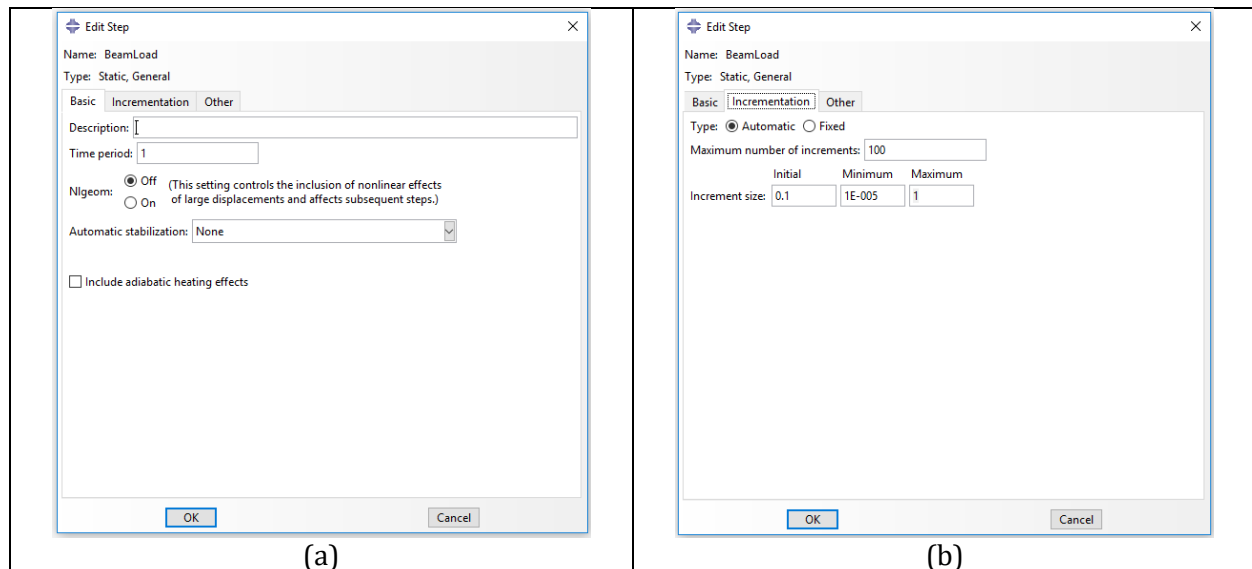 Edit Step
Name: BeamLoad
Type: Static, General
Basic Incrementation Other
Description:
Time period: 1
Nlgeom: Off (This setting controls the inclusion of nonlinear effects
On of large displacements and affects subsequent steps.)
Automatic stabilization: None
Include adiabatic heating effects
OK Cancel
(a)
Edit Step
Name: BeamLoad
Type: Static, General
Basic Incrementation Other
Type: Automatic Fixed
Maximum number of increments: 100
Initial Minimum Maximum
Increment size: 0.1 1E-005 1
OK Cancel
(b)